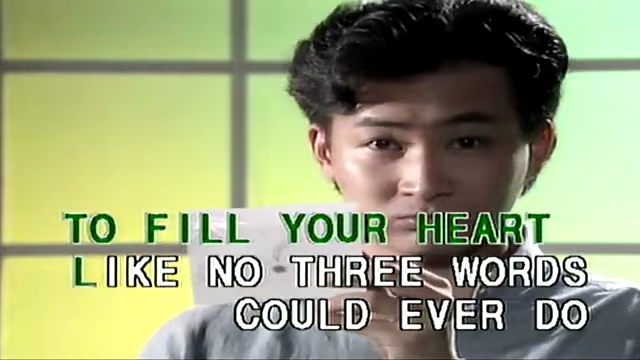 TO FILL YOUR HEART
LIKE NO THREE WORDS
COULD EVER DO